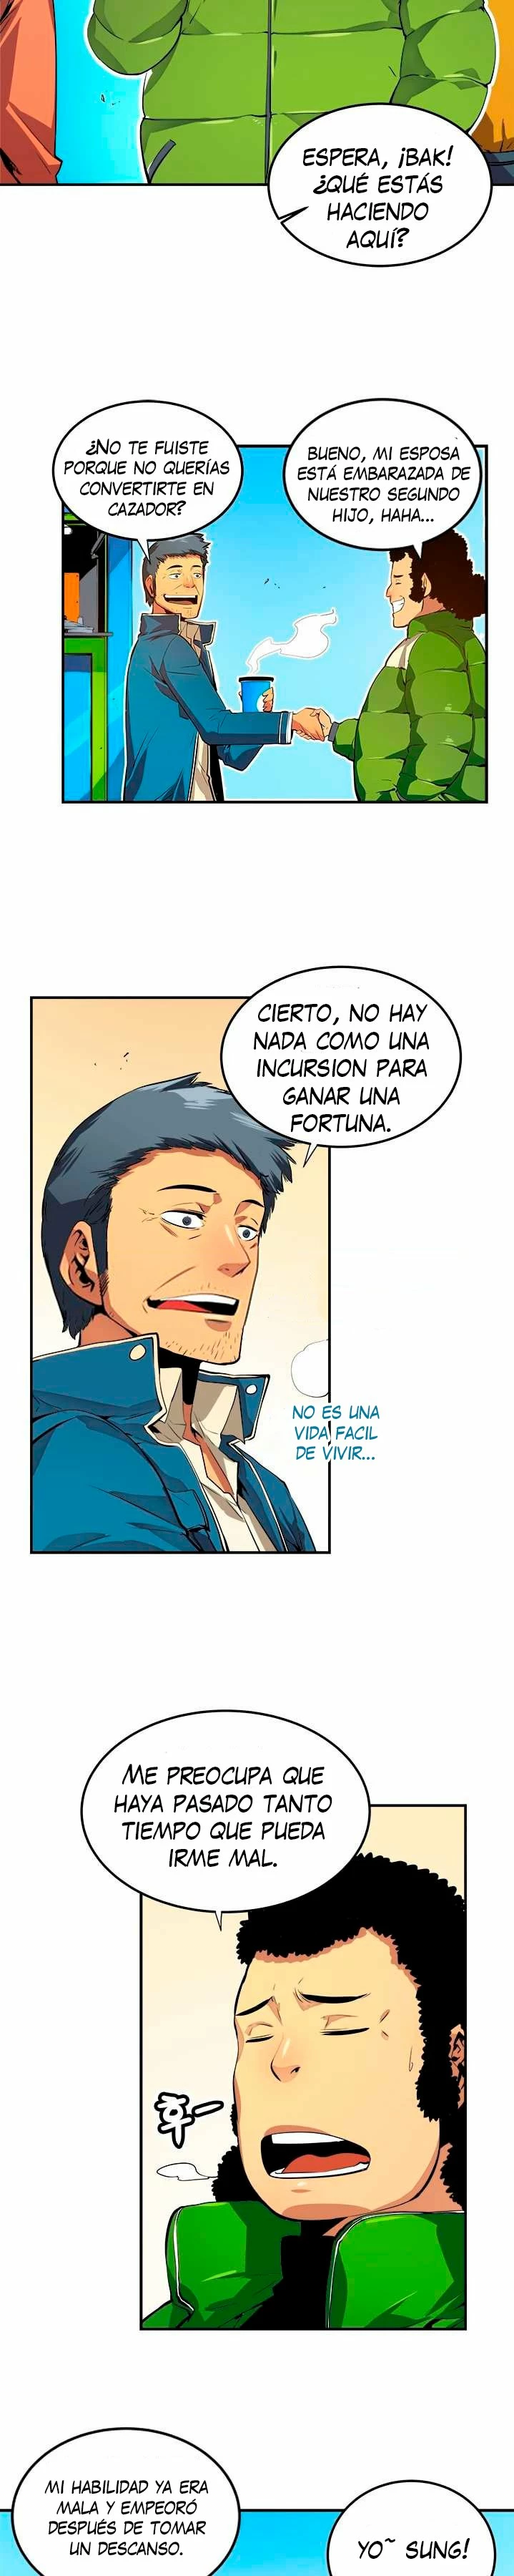 ESPERA, ¡BAK!
¿QUÉ ESTÁS
HACIENDO
AQUÍ?
¿NO TE FUISTE
PORQUE NO QUERÍAS
CONVERTIRTE EN
CAZADOR?
BUENO, MI ESPOSA
ESTÁ EMBARAZADA DE
NUESTRO SEGUNDO
HIJO, HAHA...
CIERTO, NO HAY
NADA COMO UNA
INCURSION PARA
GANAR UNA
FORTUNA.
NO ES UNA
VIDA FACIL
DE VIVIR...
ME PREOCUPA QUE
HAYA PASADO TANTO
TIEMPO QUE PUEDA
IRME MAL.
후-
MI HABILIDAD YA ERA
MALA Y EMPEORÓ
DESPUÉS DE TOMAR
UN DESCANSO.
YO~ SUNG!